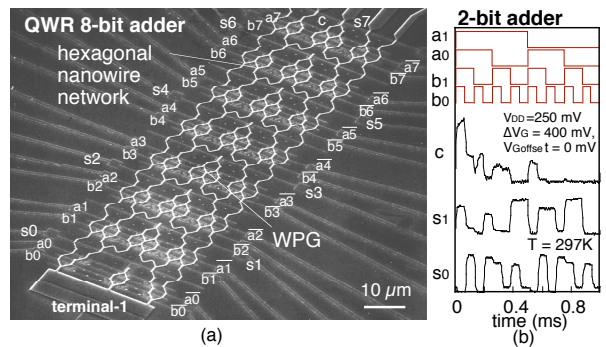 QWR 8-bit adder
hexagonal
nanowire
network
s6
b7
a7
c
s7
a6
b6
a5
b5
s4
a4
b4
a3
b3
s2
a2
b2
a1
b1
s0
a0
b0
a7
b7
a6
b6
s5
a5
b5
a4
b4
s3
a3
b3
a2
b2
s1
a1
b1
a0
b0
WPG
terminal-1
10 μm
(a)
2-bit adder
a1
a0
b1
b0
VDD=250 mV
ΔVG = 400 mV,
VGoffset = 0 mV
c
s1
T = 297K
s0
0 0.4 0.8
time (ms)
(b)